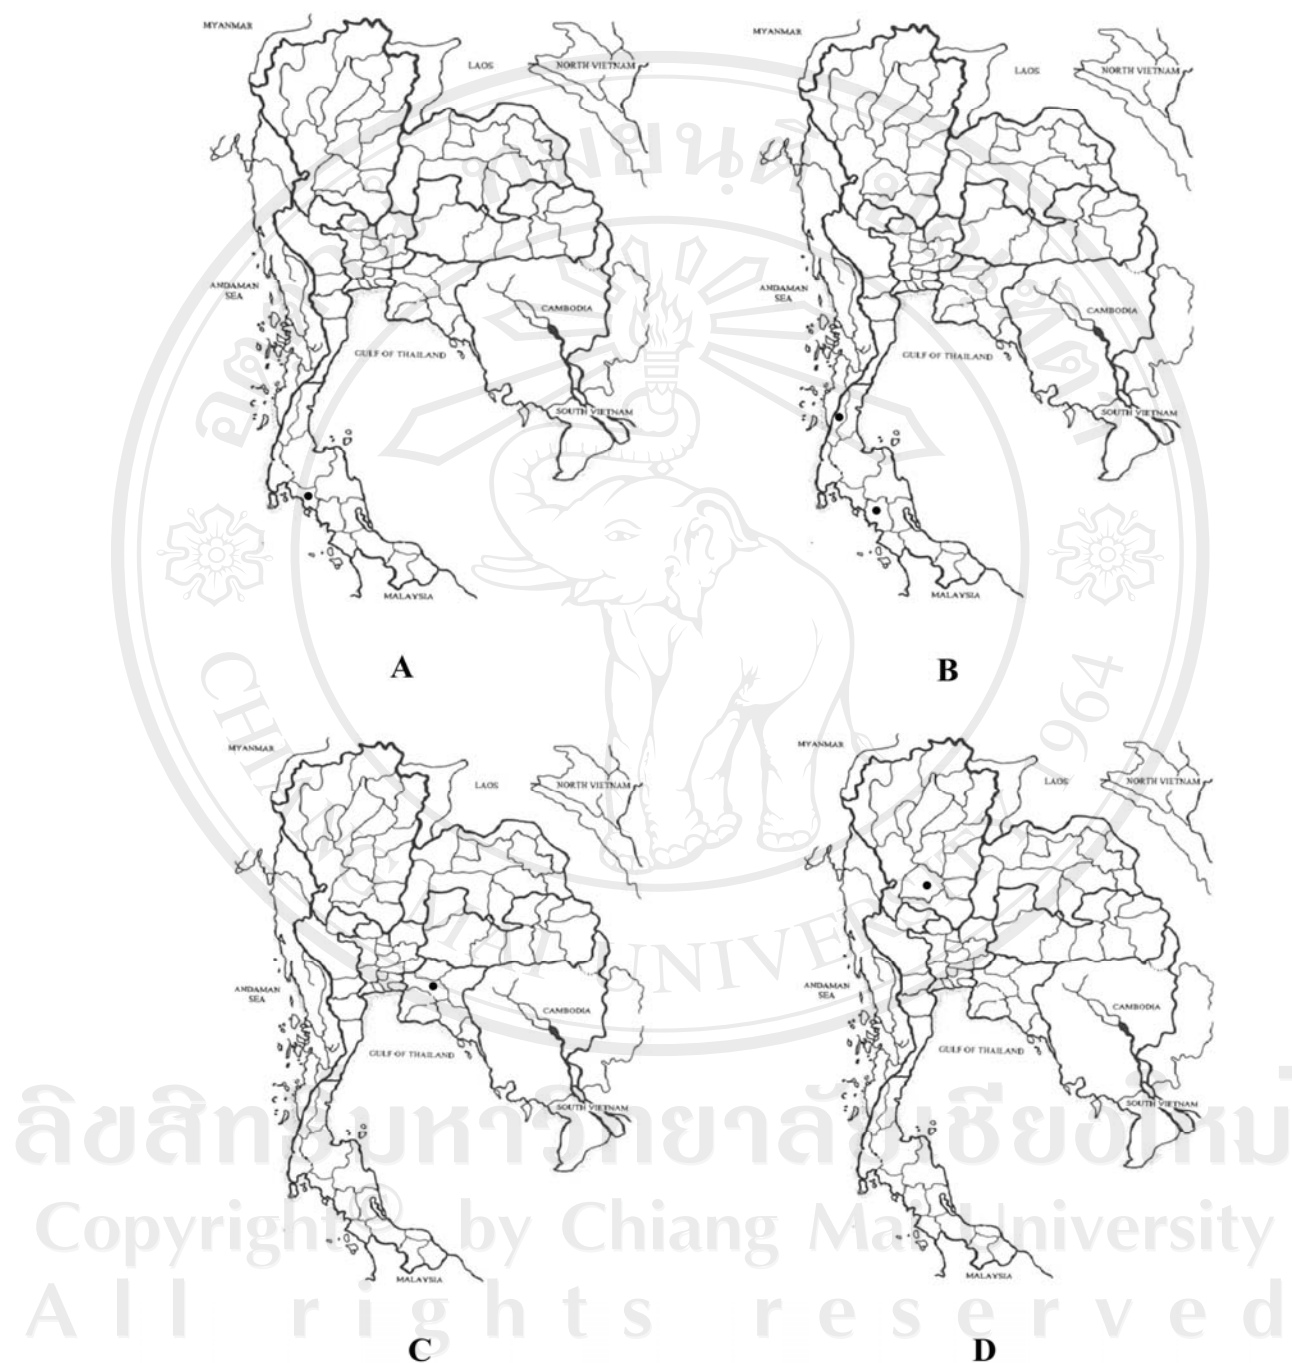 MYANMAR
LAOS
NORTH VIETNAM
ANDAMAN
SEA
CAMBODIA
GULF OF THAILAND
SOUTH VIETNAM
MALAYSIA
A
MYANMAR
LAOS
NORTH VIETNAM
ANDAMAN
SEA
CAMBODIA
GULF OF THAILAND
SOUTH VIETNAM
MALAYSIA
B
MYANMAR
LAOS
NORTH VIETNAM
ANDAMAN
SEA
CAMBODIA
GULF OF THAILAND
SOUTH VIETNAM
MALAYSIA
C
MYANMAR
LAOS
NORTH VIETNAM
ANDAMAN
SEA
CAMBODIA
GULF OF THAILAND
SOUTH VIETNAM
MALAYSIA
D
CHIANG MAI UNIVERSITY 1964
ลิขสิทธิ์มหาวิทยาลัยเชียงใหม่
Copyright© by Chiang Mai University
All rights reserved